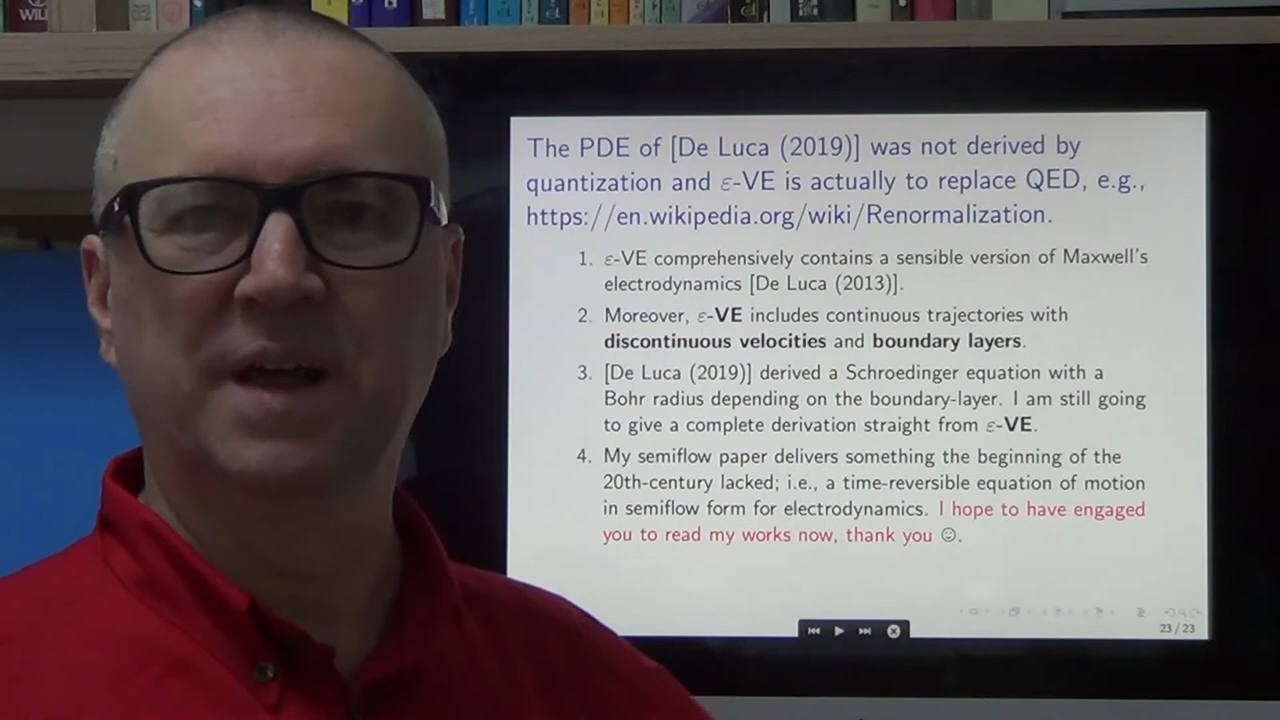 WILI
The PDE of [De Luca (2019)] was not derived by
quantization and ε-VE is actually to replace QED, e.g.,
https://en.wikipedia.org/wiki/Renormalization.
1. ε-VE comprehensively contains a sensible version of Maxwell's
electrodynamics [De Luca (2013)].
2. Moreover, ε-VE includes continuous trajectories with
discontinuous velocities and boundary layers.
3. [De Luca (2019)] derived a Schroedinger equation with a
Bohr radius depending on the boundary-layer. I am still going
to give a complete derivation straight from ε-VE.
4. My semiflow paper delivers something the beginning of the
20th-century lacked; i.e., a time-reversible equation of motion
in semiflow form for electrodynamics. I hope to have engaged
you to read my works now, thank you ☺.
23/23